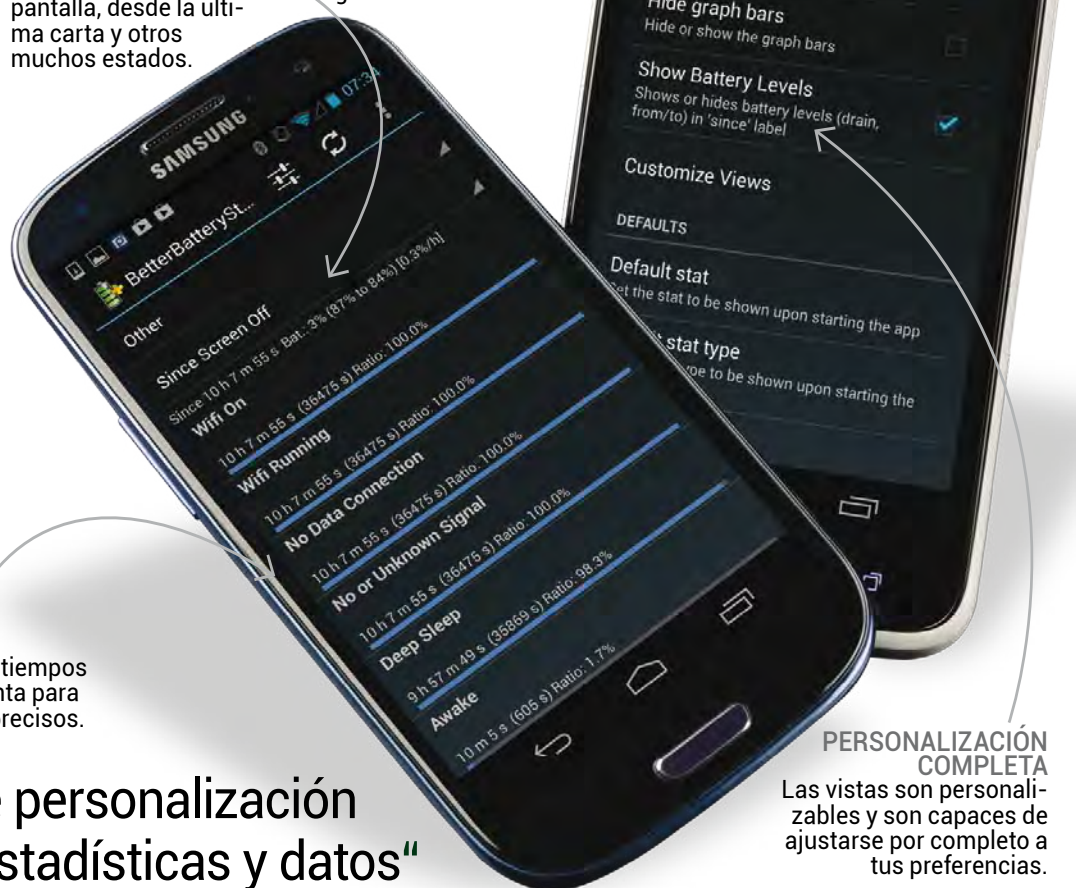 pantalla, desde la últi-
ma carta y otros
muchos estados.
SAMSUNG
07:34
BetterBatterySt...
Other
Since Screen Off
Since 10 h 7 m 55 s Bat.: 3% (87% to 84%) [0.3%/h]
Wifi On
10 h 7 m 55 s (36475 s) Ratio: 100.0%
Wifi Running
10 h 7 m 55 s (36475 s) Ratio: 100.0%
No Data Connection
10 h 7 m 55 s (36475 s) Ratio: 100.0%
No or Unknown Signal
10 h 7 m 55 s (36475 s) Ratio: 100.0%
Deep Sleep
9 h 57 m 49 s (35869 s) Ratio: 98.3%
Awake
10 m 5 s (605 s) Ratio: 1.7%
Hide graph bars
Hide or show the graph bars
Show Battery Levels
Shows or hides battery levels (drain,
from/to) in 'since' label
Customize Views
DEFAULTS
Default stat
the stat to be shown upon starting the app
stat type
to be shown upon starting the
tiempos
para
personalización
y datos“
PERSONALIZACIÓN
COMPLETA
Las vistas son personali-
zables y son capaces de
ajustarse por completo a
tus preferencias.